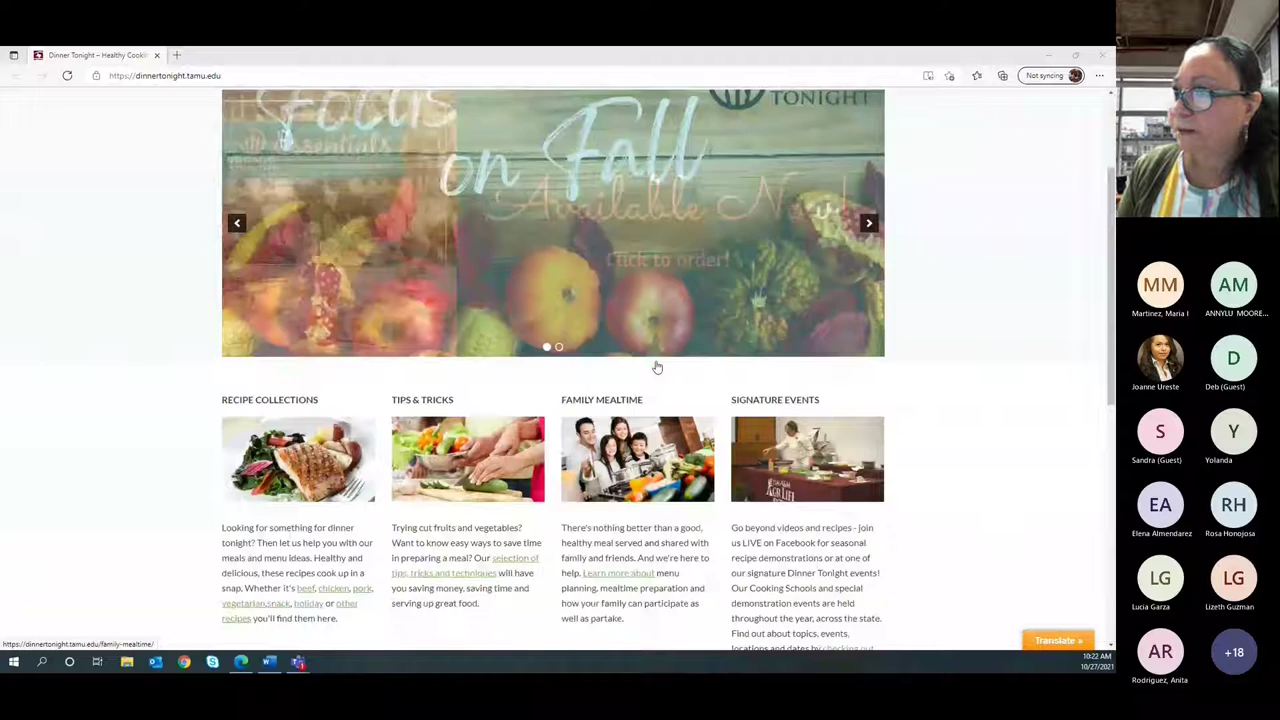 Dinner Tonight – Healthy Cooki
https://dinnertonight.tamu.edu
Not syncing
Focus
essentials
TONIGHT
on Fall
Available Now!
Click to order!
RECIPE COLLECTIONS
Looking for something for dinner
tonight? Then let us help you with our
meals and menu ideas. Healthy and
delicious, these recipes cook up in a
snap. Whether it's beef, chicken, pork,
vegetarian,snack, holiday or other
recipes you'll find them here.
TIPS & TRICKS
Trying cut fruits and vegetables?
Want to know easy ways to save time
in preparing a meal? Our selection of
tips, tricks,and techniques will have
you saving money, saving time and
serving up great food.
FAMILY MEALTIME
There's nothing better than a good,
healthy meal served and shared with
family and friends. And we're here to
help. Learn more about menu
planning, mealtime preparation and
how your family can participate as
well as partake.
SIGNATURE EVENTS
AGRILIFE
Go beyond videos and recipes - join
us LIVE on Facebook for seasonal
recipe demonstrations or at one of
our signature Dinner Tonight events!
Our Cooking Schools and special
demonstration events are held
throughout the year, across the state.
Find out about topics, events,
locations and dates by checking out
https://dinnertonight.tamu.edu/family-mealtime/
Translate »
10:22 AM
10/27/2021
MM
Martinez, Maria I
AM
ANNYLU MOORE...
Joanne Ureste
D
Deb (Guest)
S
Sandra (Guest)
Y
Yolanda
EA
Elena Almendarez
RH
Rosa Honojosa
LG
Lucia Garza
LG
Lizeth Guzman
AR
Rodriguez, Anita
+18